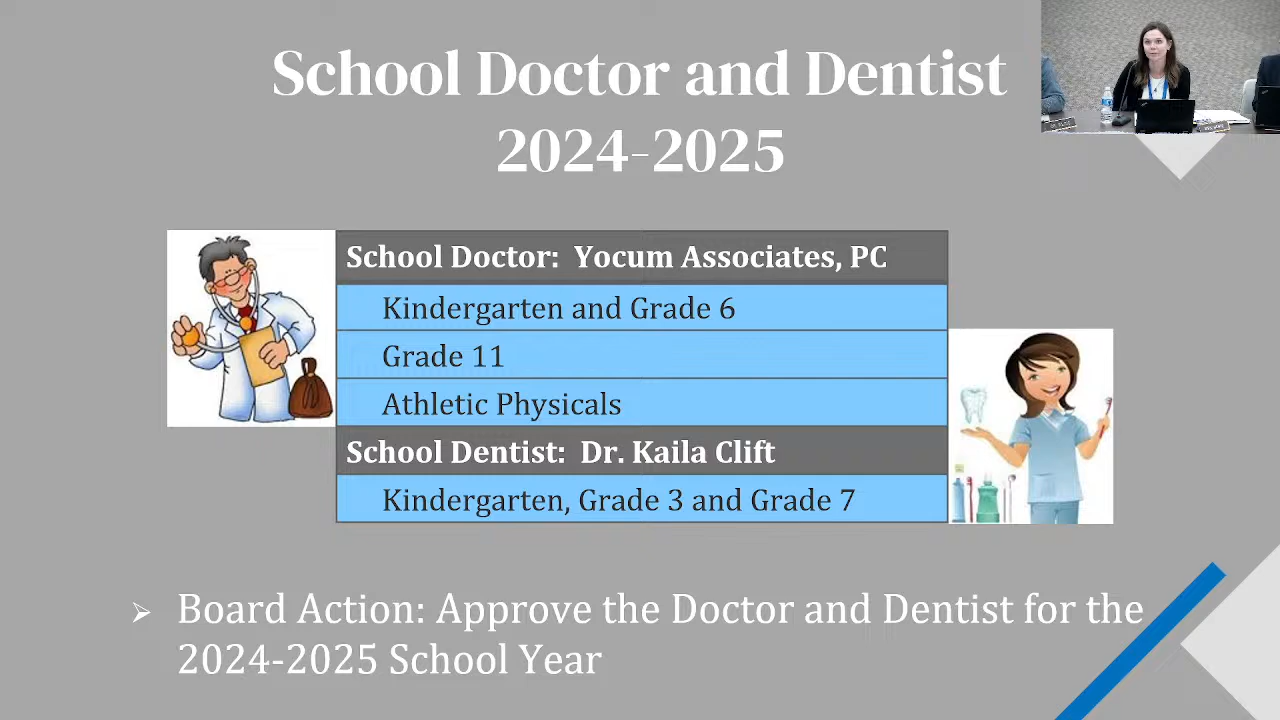 School Doctor and Dentist
2024-2025
School Doctor:  Yocum Associates, PC
Kindergarten and Grade 6
Grade 11
Athletic Physicals
School Dentist:  Dr. Kaila Clift
Kindergarten, Grade 3 and Grade 7
Board Action: Approve the Doctor and Dentist for the
2024-2025 School Year